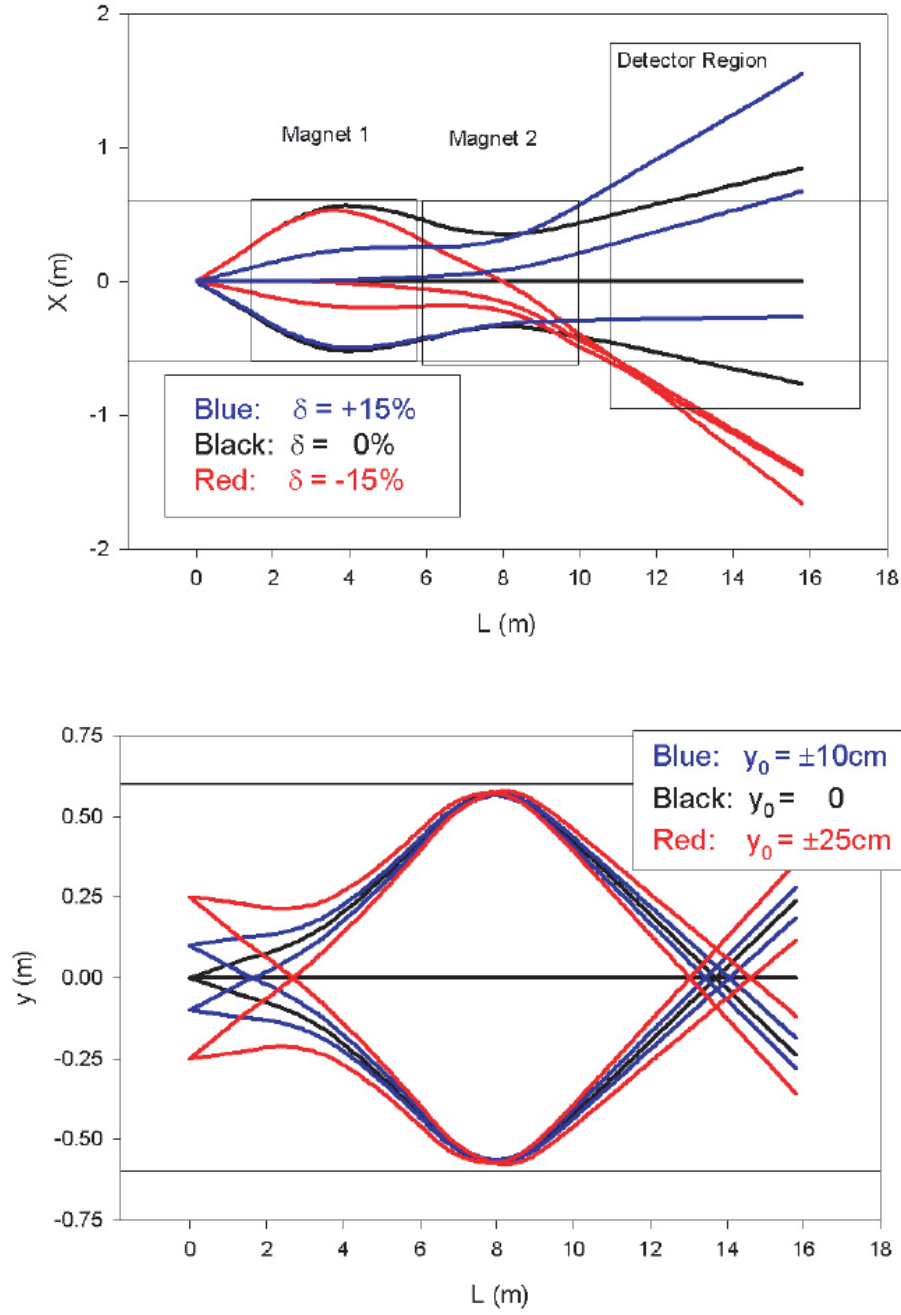 2
1
0
-1
-2
X (m)
Magnet 1
Magnet 2
Detector Region
Blue: δ = +15%
Black: δ = 0%
Red: δ = -15%
0 2 4 6 8 10 12 14 16 18
L (m)
0.75
0.50
0.25
0.00
-0.25
-0.50
-0.75
y (m)
Blue: y₀ = ±10cm
Black: y₀ = 0
Red: y₀ = ±25cm
0 2 4 6 8 10 12 14 16 18
L (m)